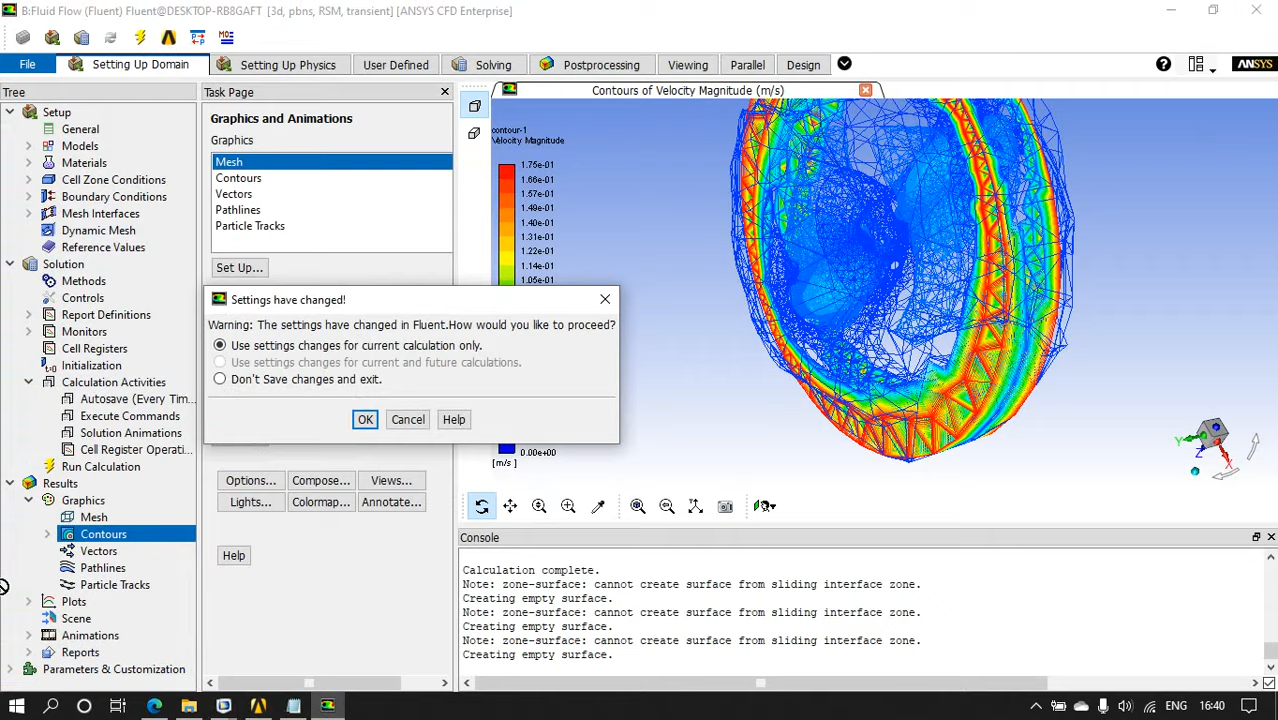 B:Fluid Flow (Fluent) Fluent@DESKTOP-RB8GAFT [3d, pbns, RSM, transient] [ANSYS CFD Enterprise]
File
Setting Up Domain
Setting Up Physics
User Defined
Solving
Postprocessing
Viewing
Parallel
Design
ANSYS
Tree
Setup
General
Models
Materials
Cell Zone Conditions
Boundary Conditions
Mesh Interfaces
Dynamic Mesh
Reference Values
Solution
Methods
Controls
Report Definitions
Monitors
Cell Registers
Initialization
Calculation Activities
Autosave (Every Tim...
Execute Commands
Solution Animations
Cell Register Operati...
Run Calculation
Results
Graphics
Mesh
Contours
Vectors
Pathlines
Particle Tracks
Plots
Scene
Animations
Reports
Parameters & Customization
Task Page
Graphics and Animations
Graphics
Mesh
Contours
Vectors
Pathlines
Particle Tracks
Set Up...
Settings have changed!
Warning: The settings have changed in Fluent.How would you like to proceed?
Use settings changes for current calculation only.
Use settings changes for current and future calculations.
Don't Save changes and exit.
OK
Cancel
Help
Options...
Compose...
Views...
Lights...
Colormap...
Annotate...
Help
Contours of Velocity Magnitude (m/s)
contour-1
Velocity Magnitude
1.75e-01
1.66e-01
1.57e-01
1.49e-01
1.40e-01
1.31e-01
1.22e-01
1.14e-01
1.05e-01
0.00e+00
[m/s]
Y
Z
X
Console
Calculation complete.
Note: zone-surface: cannot create surface from sliding interface zone.
Creating empty surface.
Note: zone-surface: cannot create surface from sliding interface zone.
Creating empty surface.
Note: zone-surface: cannot create surface from sliding interface zone.
Creating empty surface.
ENG
16:40